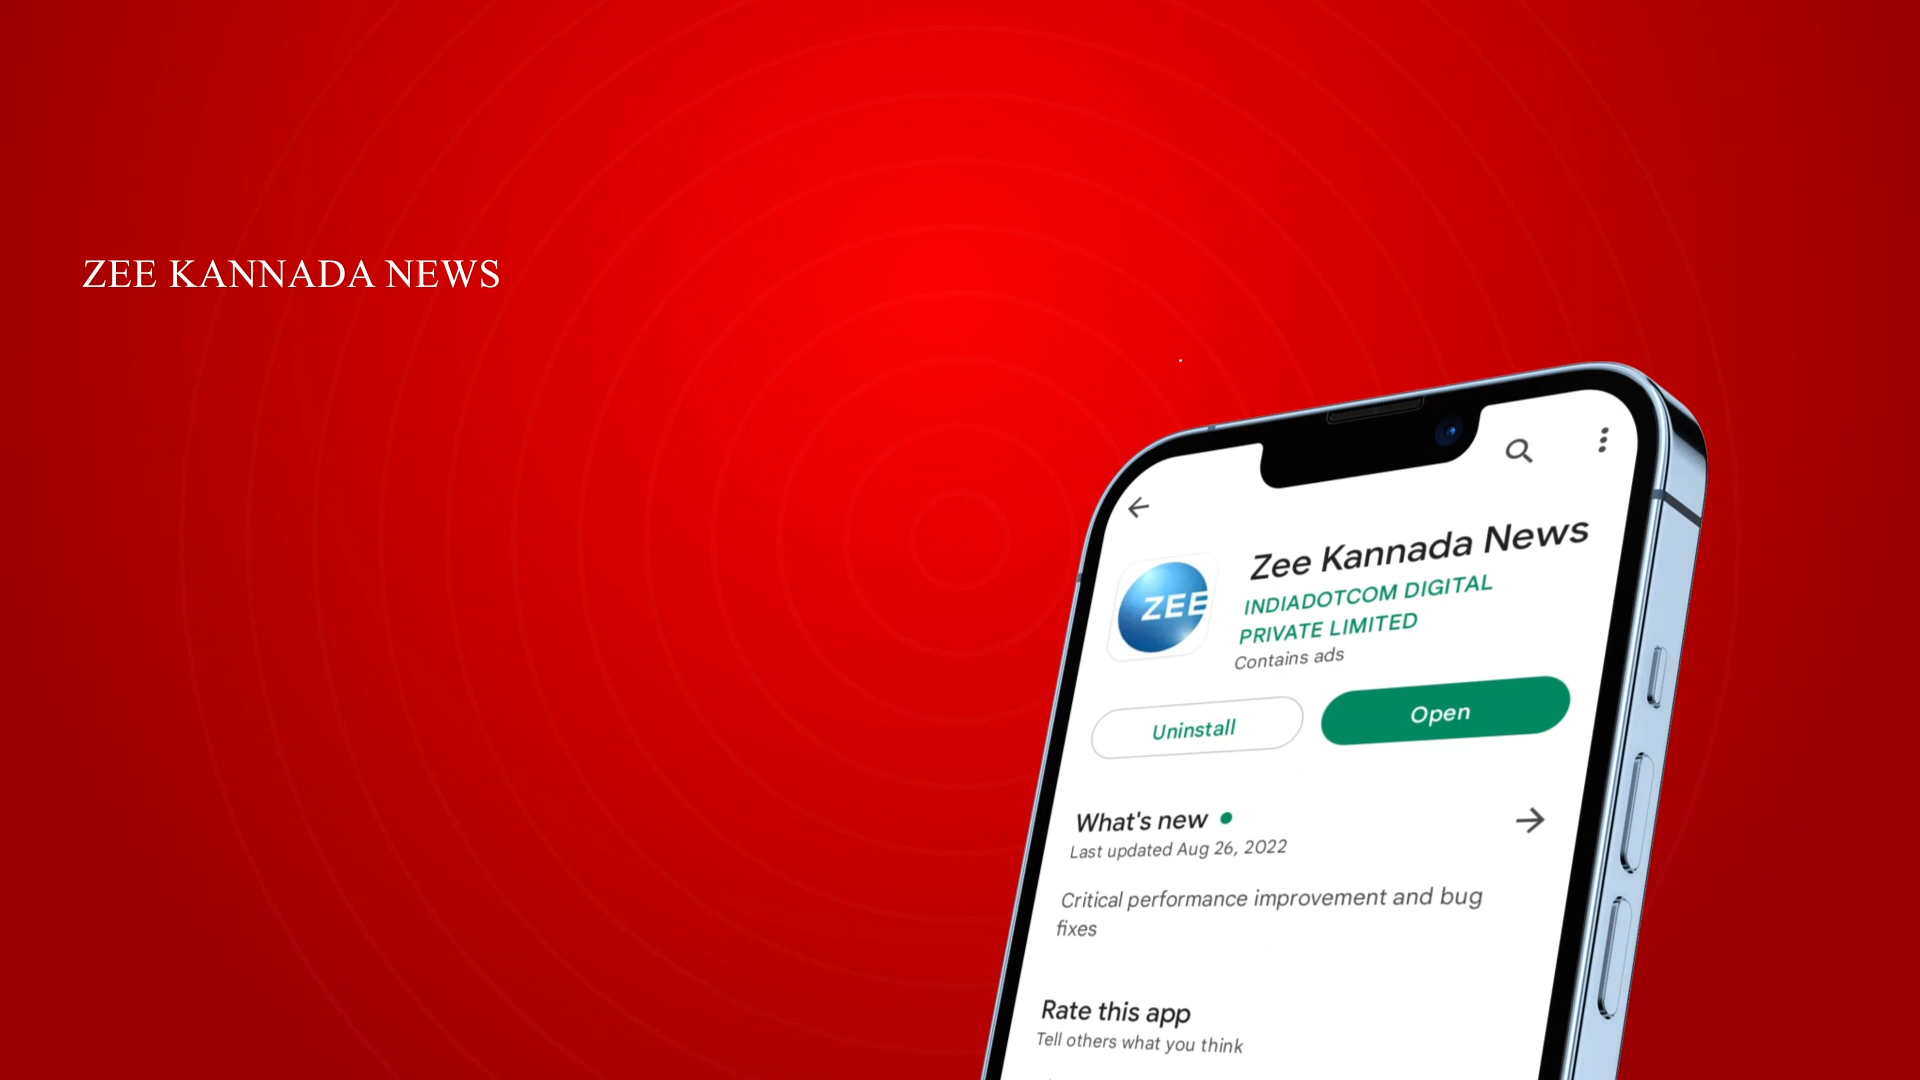 ZEE KANNADA NEWS
Zee Kannada News
ZEE
INDIADOTCOM DIGITAL
PRIVATE LIMITED
Contains ads
Uninstall
Open
What's new
Last updated Aug 26, 2022
Critical performance improvement and bug
fixes
Rate this app
Tell others what you think